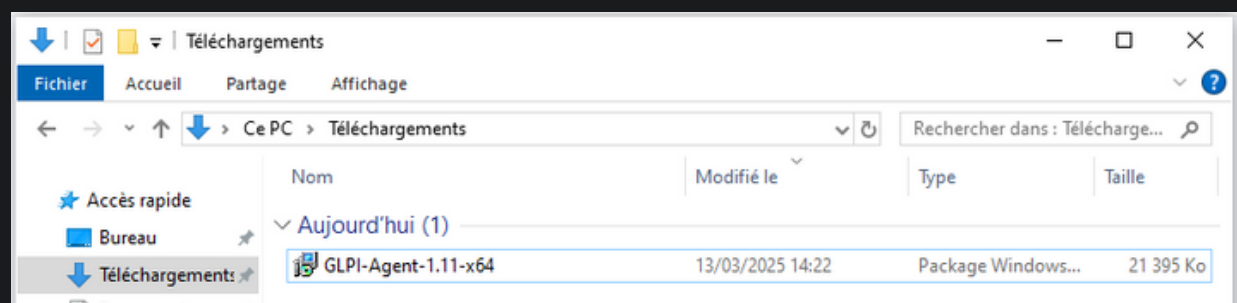 Téléchargements
Fichier Accueil Partage Affichage
Ce PC > Téléchargements Rechercher dans : Télécharge...
Nom Modifié le Type Taille
Accès rapide
Aujourd'hui (1)
Bureau
GLPI-Agent-1.11-x64 13/03/2025 14:22 Package Windows... 21 395 Ko
Téléchargements